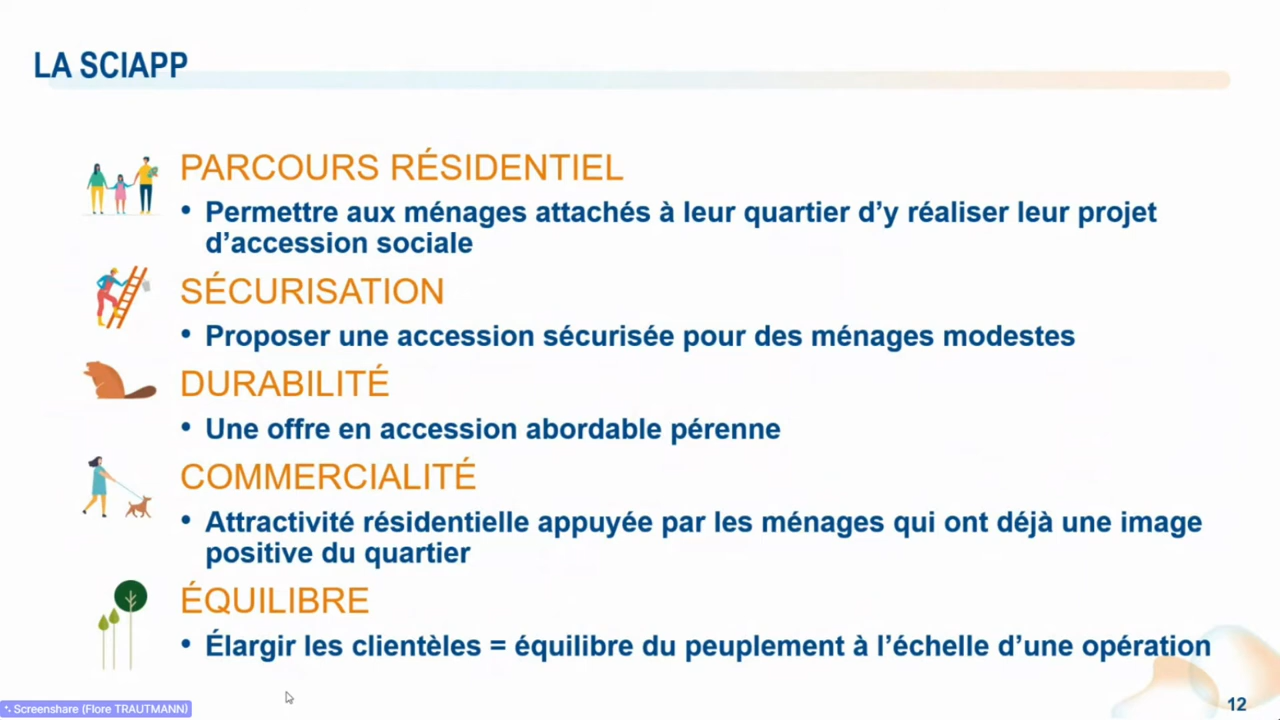 LA SCIAPP
PARCOURS RÉSIDENTIEL
• Permettre aux ménages attachés à leur quartier d’y réaliser leur projet
d’accession sociale
SÉCURISATION
• Proposer une accession sécurisée pour des ménages modestes
DURABILITÉ
• Une offre en accession abordable pérenne
COMMERCIALITÉ
• Attractivité résidentielle appuyée par les ménages qui ont déjà une image
positive du quartier
ÉQUILIBRE
• Élargir les clientèles = équilibre du peuplement à l’échelle d’une opération
Screenshare (Flore TRAUTMANN)
12